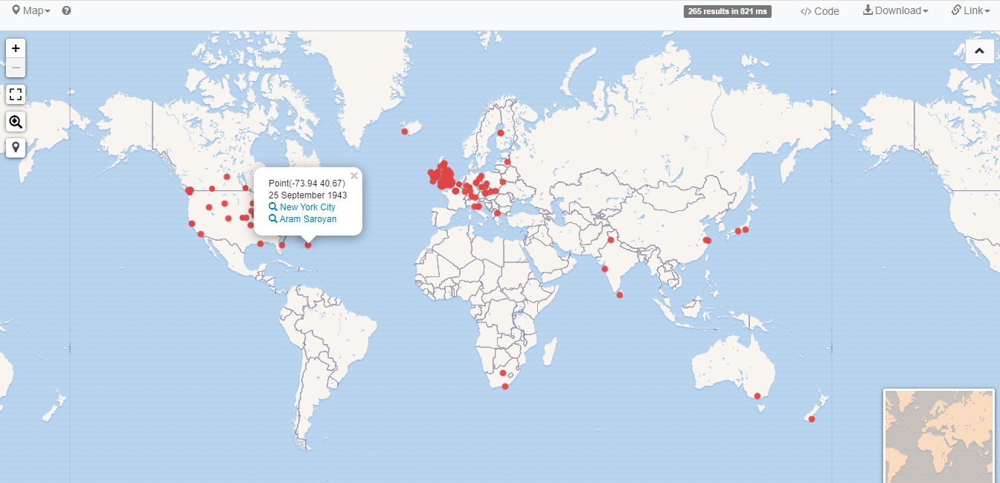 Map
265 results in 821 ms
</> Code
Download
Link
+
−
Point(-73.94 40.67)
25 September 1943
New York City
Aram Saroyan